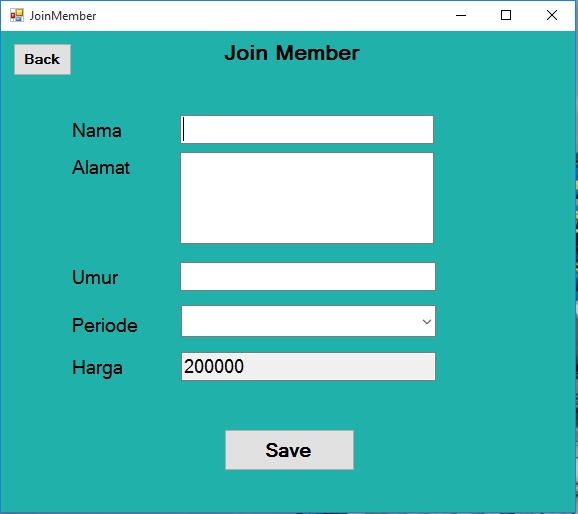 JoinMember
Back
Join Member
Nama
Alamat
Umur
Periode
Harga 200000
Save